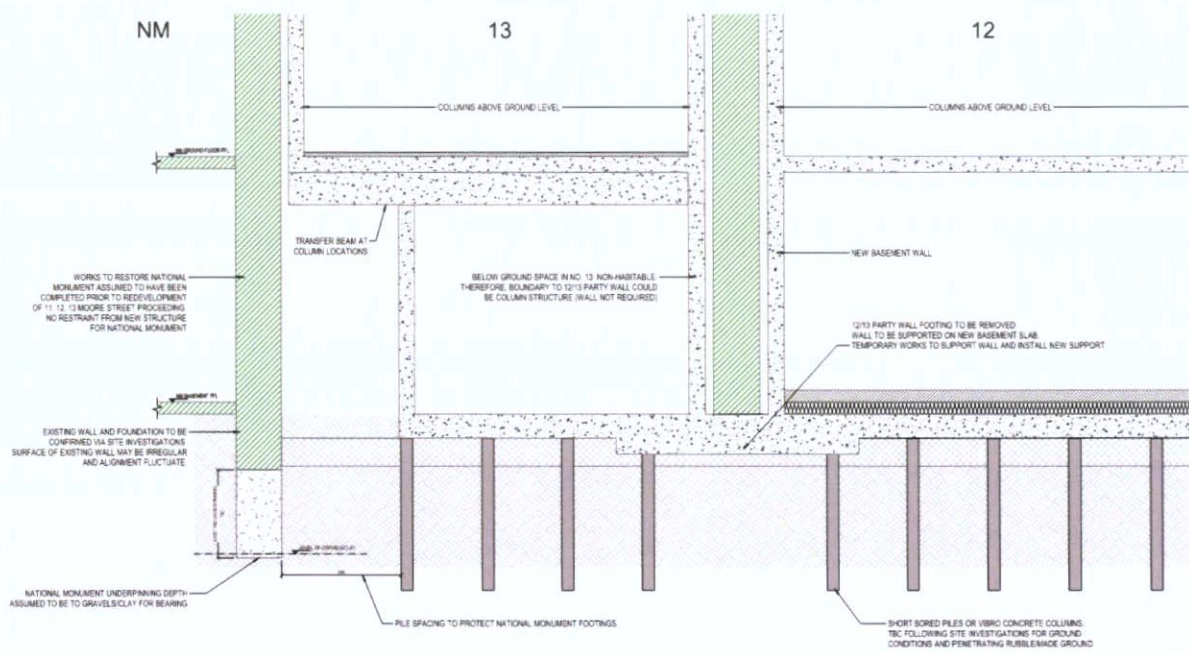 NM
13
12
COLUMNS ABOVE GROUND LEVEL
COLUMNS ABOVE GROUND LEVEL
TRANSFER BEAM AT
COLUMN LOCATIONS
NEW BASEMENT WALL
WORKS TO RESTORE NATIONAL
MONUMENT ASSUMED TO HAVE BEEN
COMPLETED PRIOR TO REDEVELOPMENT
OF 11, 12, 13 MOORE STREET PROCEEDING.
NO RESTRAINT FROM NEW STRUCTURE
FOR NATIONAL MONUMENT
BELOW GROUND SPACE IN NO. 13 NON-HABITABLE.
THEREFORE, BOUNDARY TO 12/13 PARTY WALL COULD
BE COLUMN STRUCTURE (WALL NOT REQUIRED)
12/13 PARTY WALL FOOTING TO BE REMOVED
WALL TO BE SUPPORTED ON NEW BASEMENT SLAB
TEMPORARY WORKS TO SUPPORT WALL AND INSTALL NEW SUPPORT
EXISTING WALL AND FOUNDATION TO BE
CONFIRMED VIA SITE INVESTIGATIONS
SURFACE OF EXISTING WALL MAY BE IRREGULAR
AND ALIGNMENT FLUCTUATE
NATIONAL MONUMENT UNDERPINNING DEPTH
ASSUMED TO BE TO GRAVELS/CLAY FOR BEARING
PILE SPACING TO PROTECT NATIONAL MONUMENT FOOTINGS
SHORT BORED PILES OR VIBRO CONCRETE COLUMNS.
TBC FOLLOWING SITE INVESTIGATIONS FOR GROUND
CONDITIONS AND PENETRATING RUBBLE/MADE GROUND